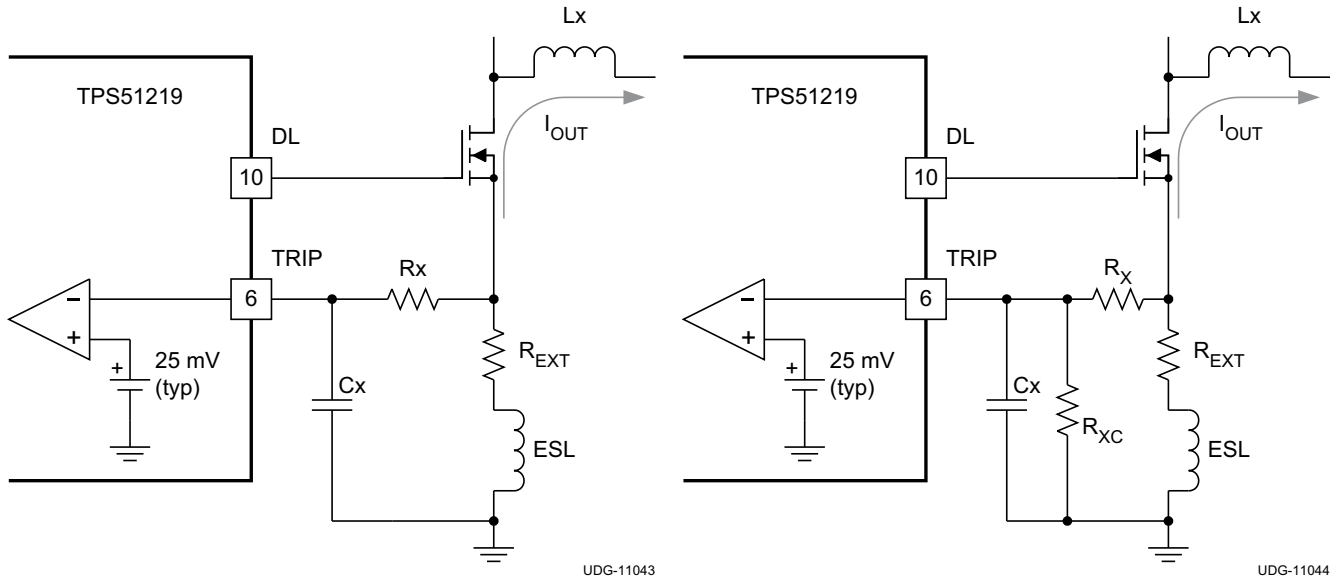 Lx
TPS51219
DL
I_OUT
10
TRIP
Rx
6
25 mV
(typ)
R_EXT
Cx
ESL
UDG-11043
Lx
TPS51219
DL
I_OUT
10
TRIP
R_X
6
25 mV
(typ)
R_EXT
Cx
R_XC
ESL
UDG-11044